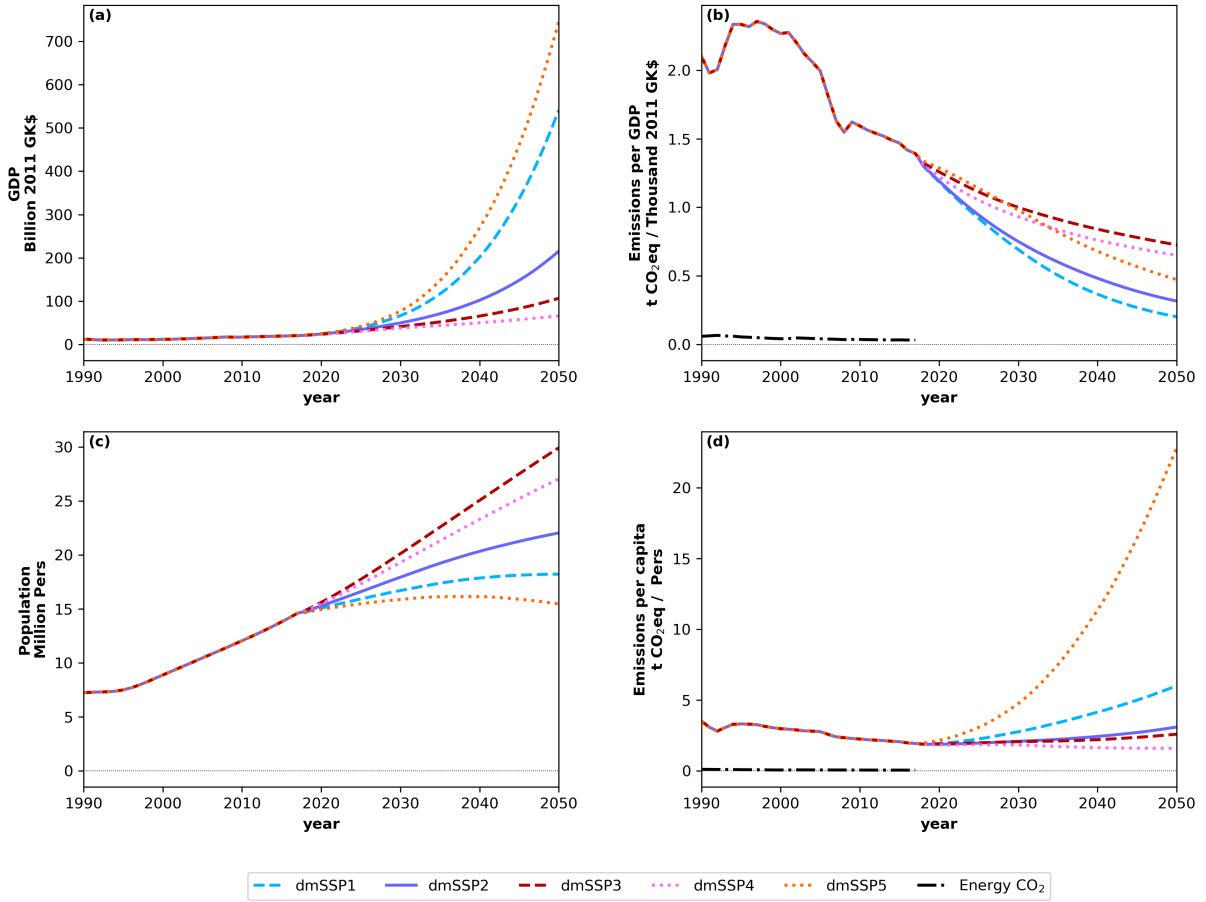 (a)
GDP
Billion 2011 GK$
700
600
500
400
300
200
100
0
1990 2000 2010 2020 2030 2040 2050
year
(b)
Emissions per GDP
t CO₂eq / Thousand 2011 GK$
2.0
1.5
1.0
0.5
0.0
1990 2000 2010 2020 2030 2040 2050
year
(c)
Population
Million Pers
30
25
20
15
10
5
0
1990 2000 2010 2020 2030 2040 2050
year
(d)
Emissions per capita
t CO₂eq / Pers
20
15
10
5
0
1990 2000 2010 2020 2030 2040 2050
year
dmSSP1 dmSSP2 dmSSP3 dmSSP4 dmSSP5 Energy CO₂